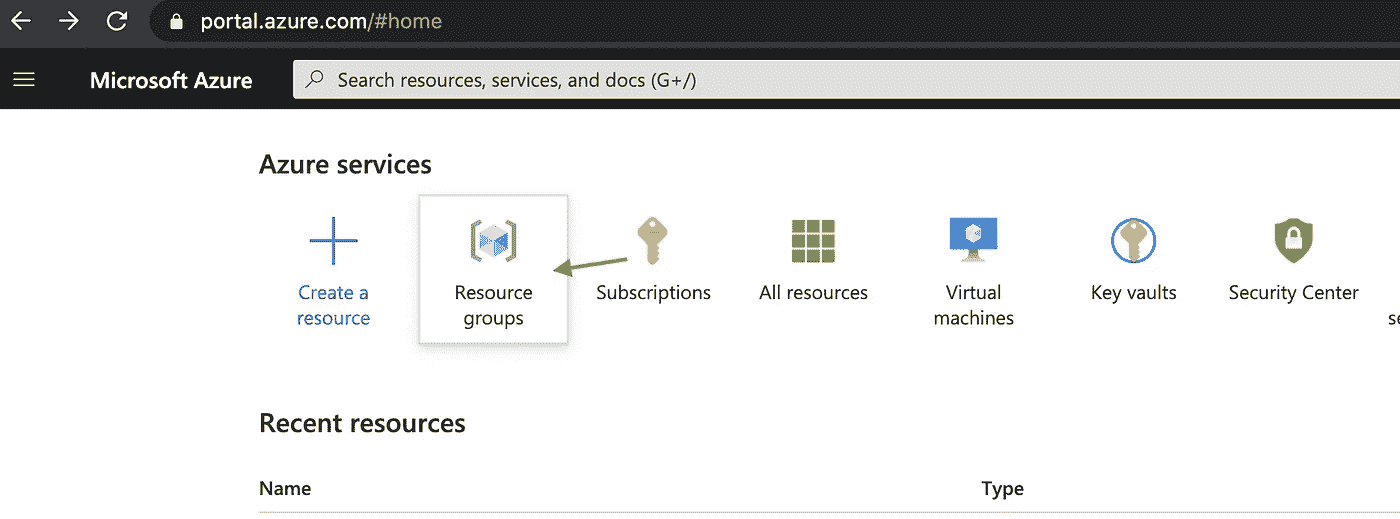 portal.azure.com/#home
Microsoft Azure
Search resources, services, and docs (G+/)
Azure services
Create a
resource
Resource
groups
Subscriptions
All resources
Virtual
machines
Key vaults
Security Center
Recent resources
Name
Type